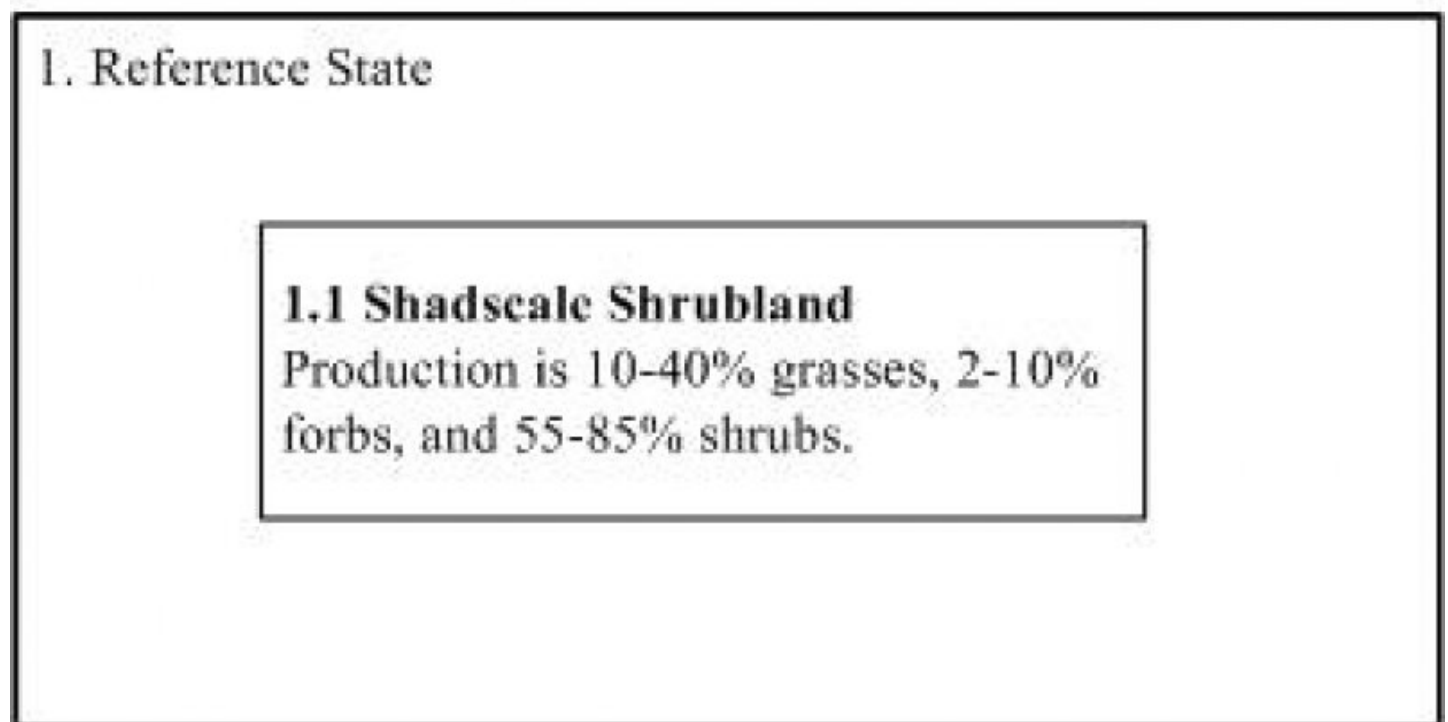 1. Reference State
1.1 Shadscale Shrubland
Production is 10-40% grasses, 2-10%
forbs, and 55-85% shrubs.